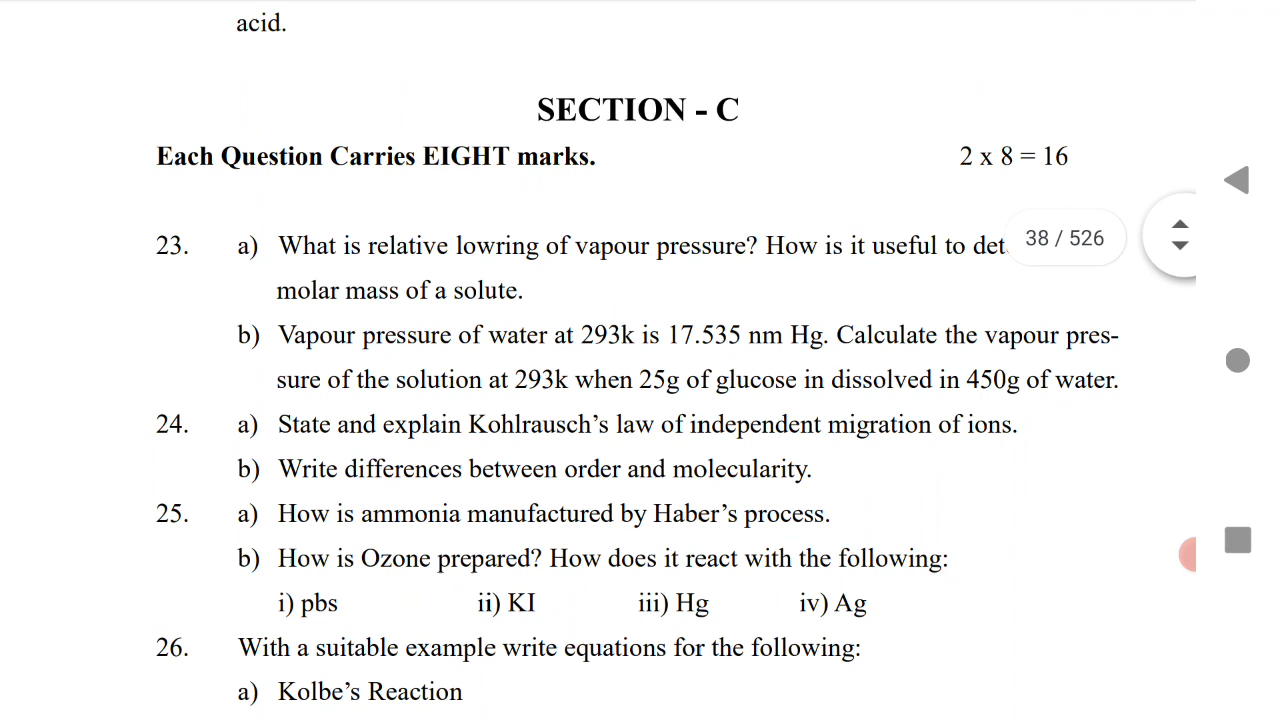 acid.
SECTION - C
Each Question Carries EIGHT marks. 2 x 8 = 16
23. a) What is relative lowring of vapour pressure? How is it useful to det 38 / 526
molar mass of a solute.
b) Vapour pressure of water at 293k is 17.535 nm Hg. Calculate the vapour pres-
sure of the solution at 293k when 25g of glucose in dissolved in 450g of water.
24. a) State and explain Kohlrausch’s law of independent migration of ions.
b) Write differences between order and molecularity.
25. a) How is ammonia manufactured by Haber’s process.
b) How is Ozone prepared? How does it react with the following:
i) pbs ii) KI iii) Hg iv) Ag
26. With a suitable example write equations for the following:
a) Kolbe’s Reaction